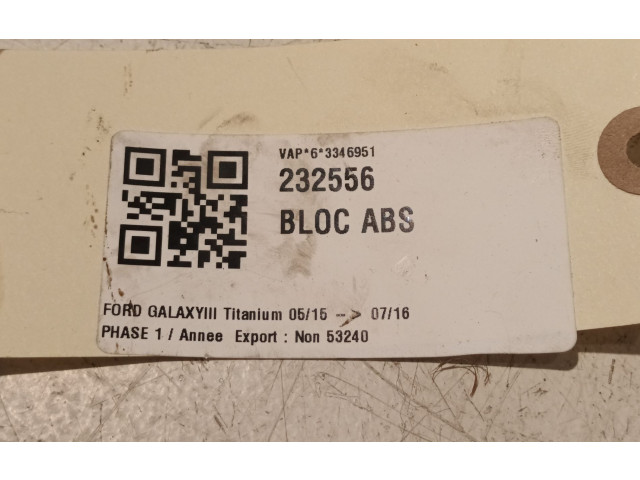 VAP*6*3346951
232556
BLOC ABS
FORD GALAXYIII Titanium 05/15 --> 07/16
PHASE 1 / Annee Export : Non 53240